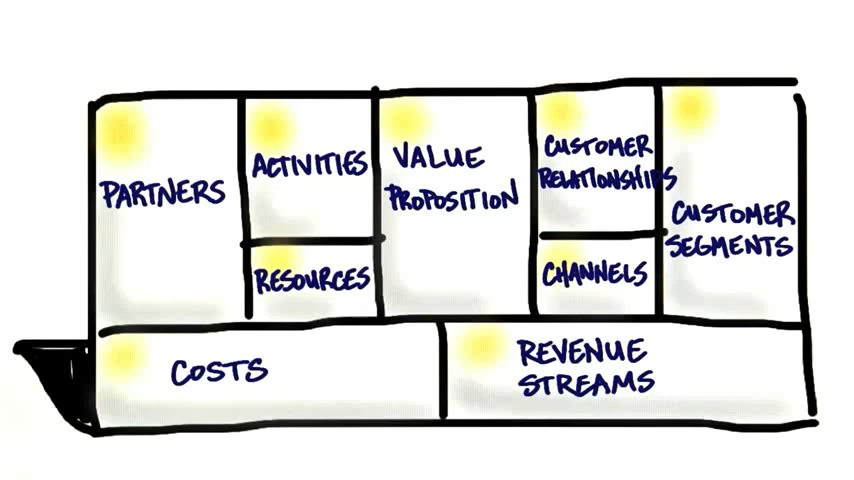 PARTNERS
ACTIVITIES
RESOURCES
VALUE
PROPOSITION
CUSTOMER
RELATIONSHIPS
CHANNELS
CUSTOMER
SEGMENTS
COSTS
REVENUE
STREAMS